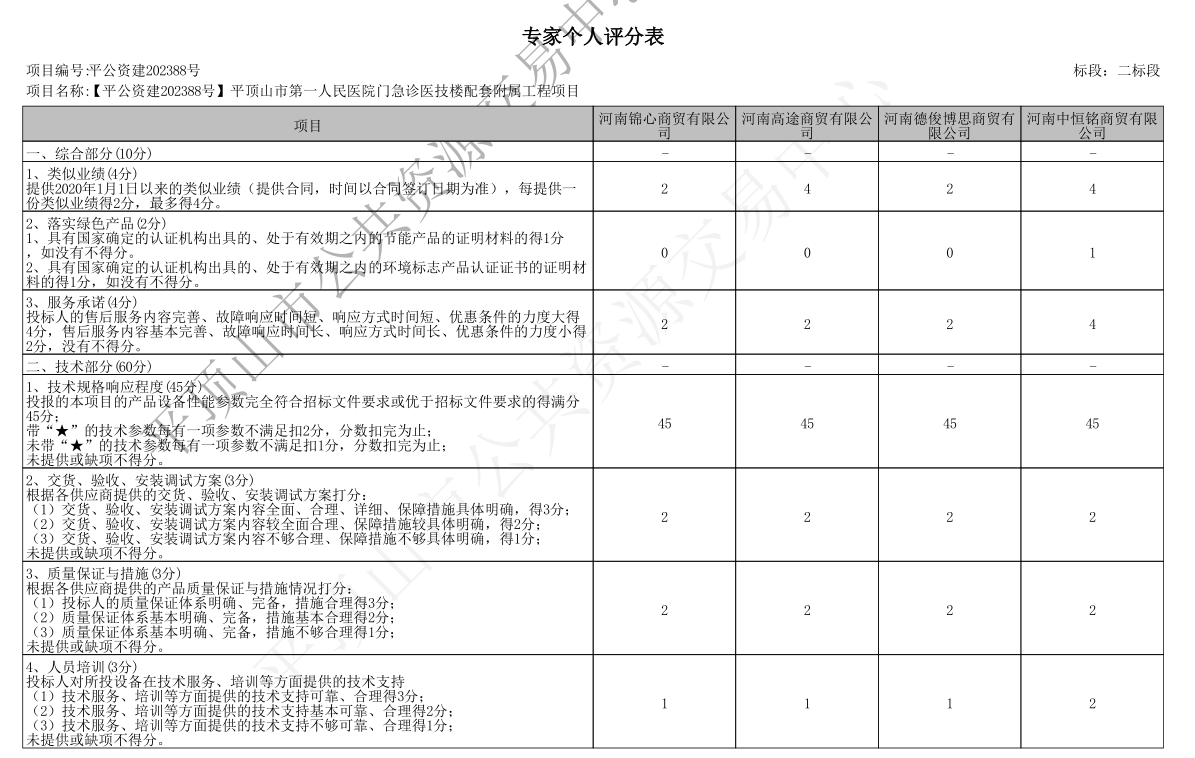 专家个人评分表
项目编号:平公资建202388号
标段：二标段
项目名称:【平公资建202388号】平顶山市第一人民医院门急诊医技楼配套附属工程项目
项目
河南锦心商贸有限公
司
河南高途商贸有限公
司
河南德俊博思商贸有
限公司
河南中恒铭商贸有限
公司
一、综合部分(10分)
–
–
–
–
1、类似业绩(4分)
提供2020年1月1日以来的类似业绩（提供合同，时间以合同签订日期为准），每提供一
份类似业绩得2分，最多得4分。
2
4
2
4
2、落实绿色产品(2分)
1、具有国家确定的认证机构出具的、处于有效期之内的节能产品的证明材料的得1分
，如没有不得分。
2、具有国家确定的认证机构出具的、处于有效期之内的环境标志产品认证证书的证明材
料的得1分，如没有不得分。
0
0
0
1
3、服务承诺(4分)
投标人的售后服务内容完善、故障响应时间短、响应方式时间短、优惠条件的力度大得
4分，售后服务内容基本完善、故障响应时间长、响应方式时间长、优惠条件的力度小得
2分，没有不得分。
2
2
2
4
二、技术部分(60分)
–
–
–
–
1、技术规格响应程度(45分)
投报的本项目的产品设备性能参数完全符合招标文件要求或优于招标文件要求的得满分
45分；
带“★”的技术参数每有一项参数不满足扣2分，分数扣完为止；
未带“★”的技术参数每有一项参数不满足扣1分，分数扣完为止；
未提供或缺项不得分。
45
45
45
45
2、交货、验收、安装调试方案(3分)
根据各供应商提供的交货、验收、安装调试方案打分：
（1）交货、验收、安装调试方案内容全面、合理、详细、保障措施具体明确，得3分；
（2）交货、验收、安装调试方案内容较全面合理、保障措施较具体明确，得2分；
（3）交货、验收、安装调试方案内容不够合理、保障措施不够具体明确，得1分；
未提供或缺项不得分。
2
2
2
2
3、质量保证与措施(3分)
根据各供应商提供的产品质量保证与措施情况打分：
（1）投标人的质量保证体系明确、完备，措施合理得3分；
（2）质量保证体系基本明确、完备，措施基本合理得2分；
（3）质量保证体系基本明确、完备，措施不够合理得1分；
未提供或缺项不得分。
2
2
2
2
4、人员培训(3分)
投标人对所投设备在技术服务、培训等方面提供的技术支持
（1）技术服务、培训等方面提供的技术支持可靠、合理得3分；
（2）技术服务、培训等方面提供的技术支持基本可靠、合理得2分；
（3）技术服务、培训等方面提供的技术支持不够可靠、合理得1分；
未提供或缺项不得分。
1
1
1
2
平顶山市公共资源交易中心
平顶山市公共资源交易中心